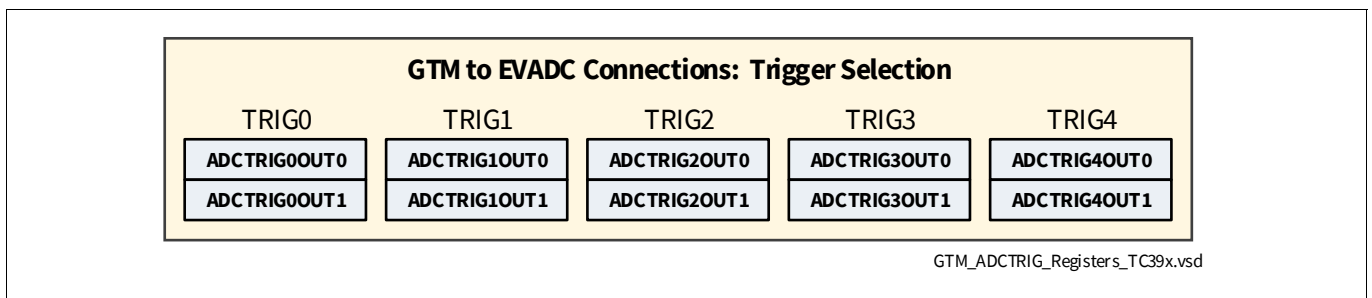 GTM to EVADC Connections: Trigger Selection
TRIG0 TRIG1 TRIG2 TRIG3 TRIG4
ADCTRIG0OUT0 ADCTRIG1OUT0 ADCTRIG2OUT0 ADCTRIG3OUT0 ADCTRIG4OUT0
ADCTRIG0OUT1 ADCTRIG1OUT1 ADCTRIG2OUT1 ADCTRIG3OUT1 ADCTRIG4OUT1
GTM_ADCTRIG_Registers_TC39x.vsd